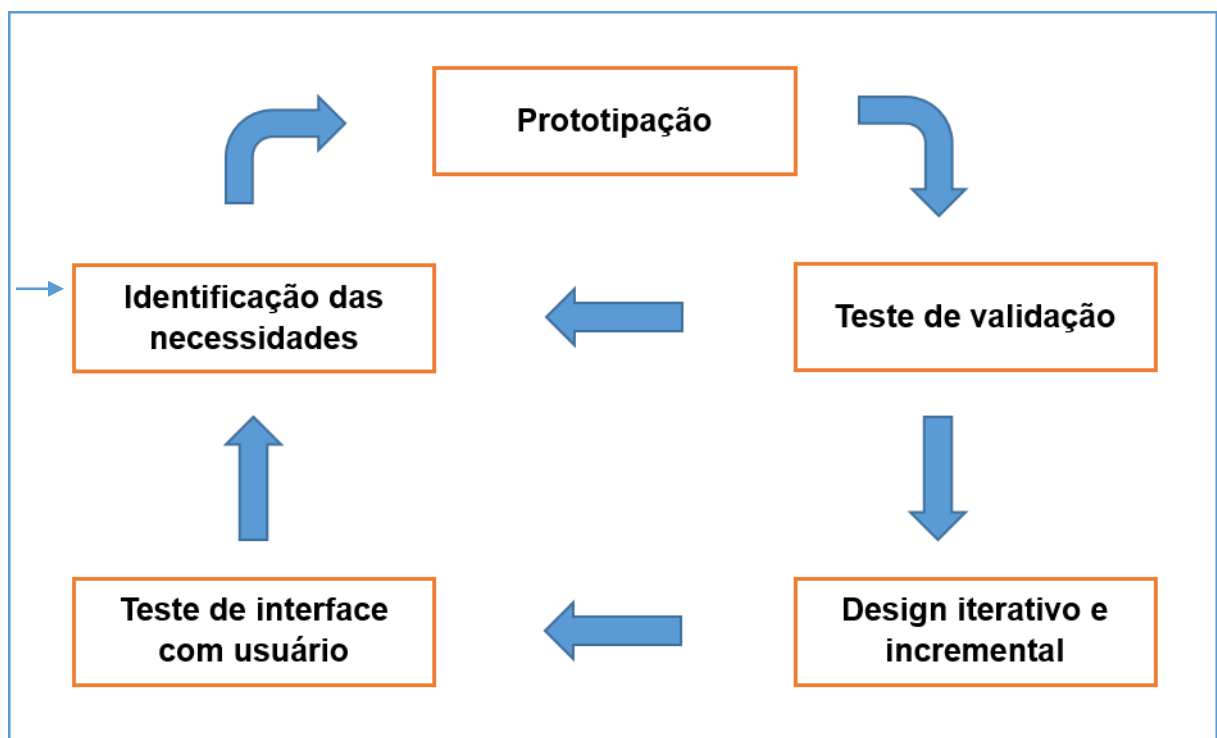 Prototipação
Identificação das
necessidades
Teste de validação
Teste de interface
com usuário
Design iterativo e
incremental